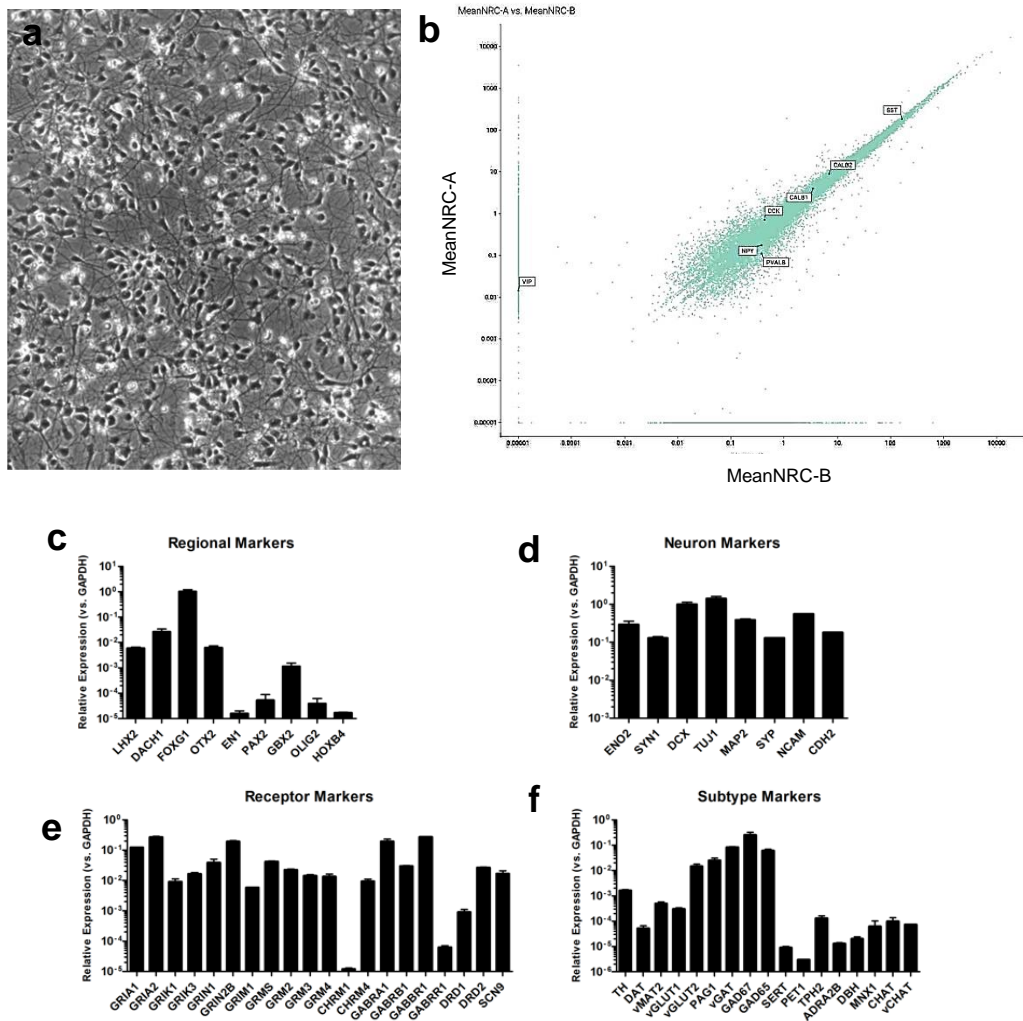 a
b
MeanNRC-A vs. MeanNRC-B
10000
1000
100
10
1
0.1
0.01
0.001
0.0001
0.00001
MeanNRC-A
SST
CALB2
CALB1
CCK
NPY
PVALB
VIP
0.00001 0.0001 0.001 0.01 0.1 1 10 100 1000 10000
MeanNRC-B
c
Regional Markers
Relative Expression (vs. GAPDH)
10¹
10⁰
10⁻¹
10⁻²
10⁻³
10⁻⁴
10⁻⁵
LHX2 DACH1 FOXG1 OTX2 EN1 PAX2 GBX2 OLIG2 HOXB4
d
Neuron Markers
Relative Expression (vs. GAPDH)
10¹
10⁰
10⁻¹
10⁻²
10⁻³
ENO2 SYN1 DCX TUJ1 MAP2 SYP NCAM CDH2
e
Receptor Markers
Relative Expression (vs. GAPDH)
10⁰
10⁻¹
10⁻²
10⁻³
10⁻⁴
10⁻⁵
GRIA1 GRIA2 GRIK1 GRIK3 GRIN1 GRIN2B GRIM1 GRMS GRM2 GRM3 GRM4 CHRM1 CHRM4 GABRA1 GABRB1 GABBR1 GABRR1 DRD1 DRD2 SCN9
f
Subtype Markers
Relative Expression (vs. GAPDH)
10⁰
10⁻¹
10⁻²
10⁻³
10⁻⁴
10⁻⁵
10⁻⁶
TH DAT vMAT2 vGLUT1 vGLUT2 PAG1 vGAT GAD67 GAD65 SERT PET1 TPH2 ADRA2B DBH MNX1 CHAT vCHAT